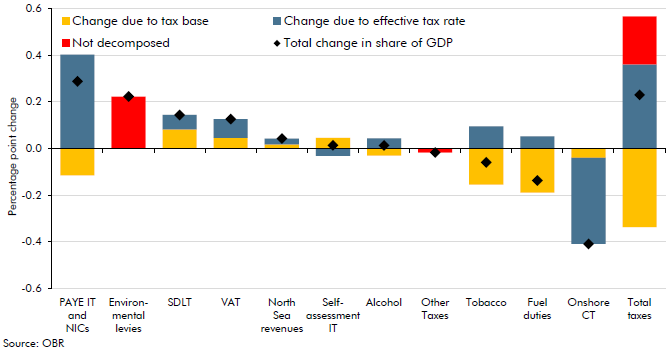 Change due to tax base
Change due to effective tax rate
Not decomposed
Total change in share of GDP
Percentage point change
0.6
0.4
0.2
0.0
-0.2
-0.4
-0.6
PAYE IT
and
NICs
Environ-
mental
levies
SDLT
VAT
North
Sea
revenues
Self-
assessment
IT
Alcohol
Other
Taxes
Tobacco
Fuel
duties
Onshore
CT
Total
taxes
Source: OBR